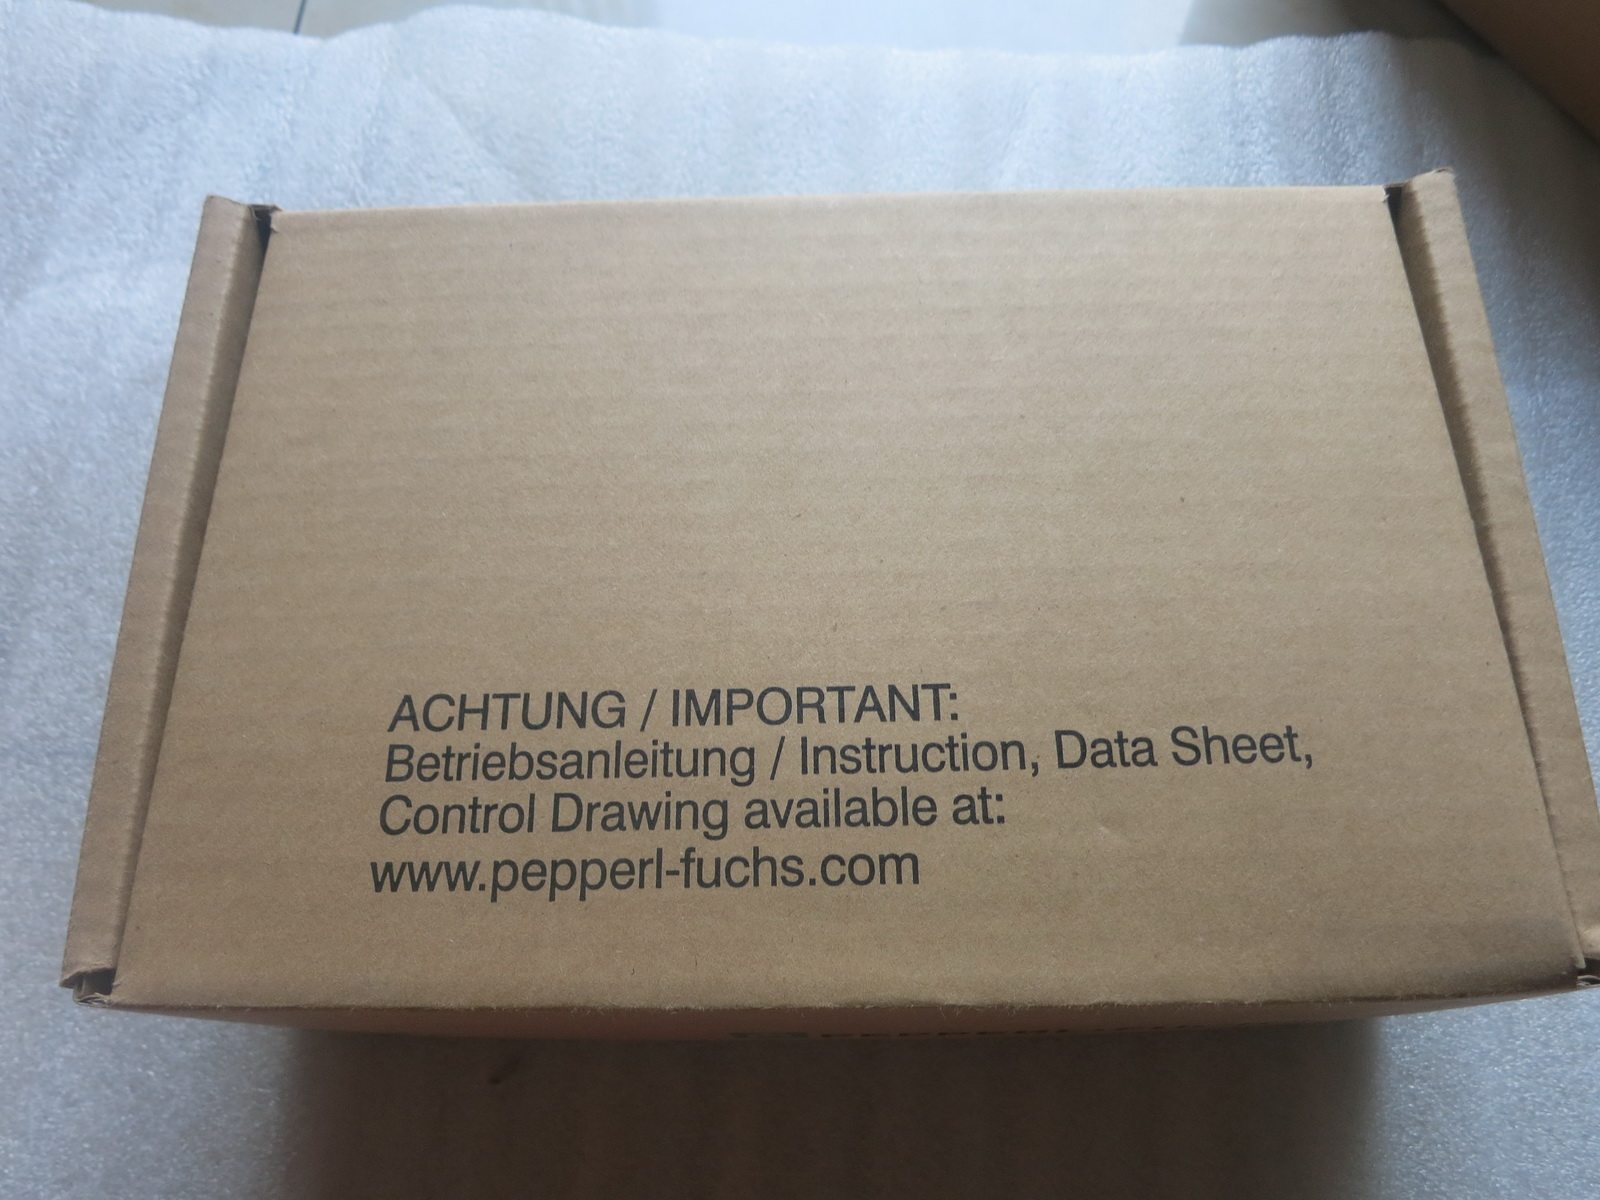 ACHTUNG / IMPORTANT:
Betriebsanleitung / Instruction, Data Sheet,
Control Drawing available at:
www.pepperl-fuchs.com